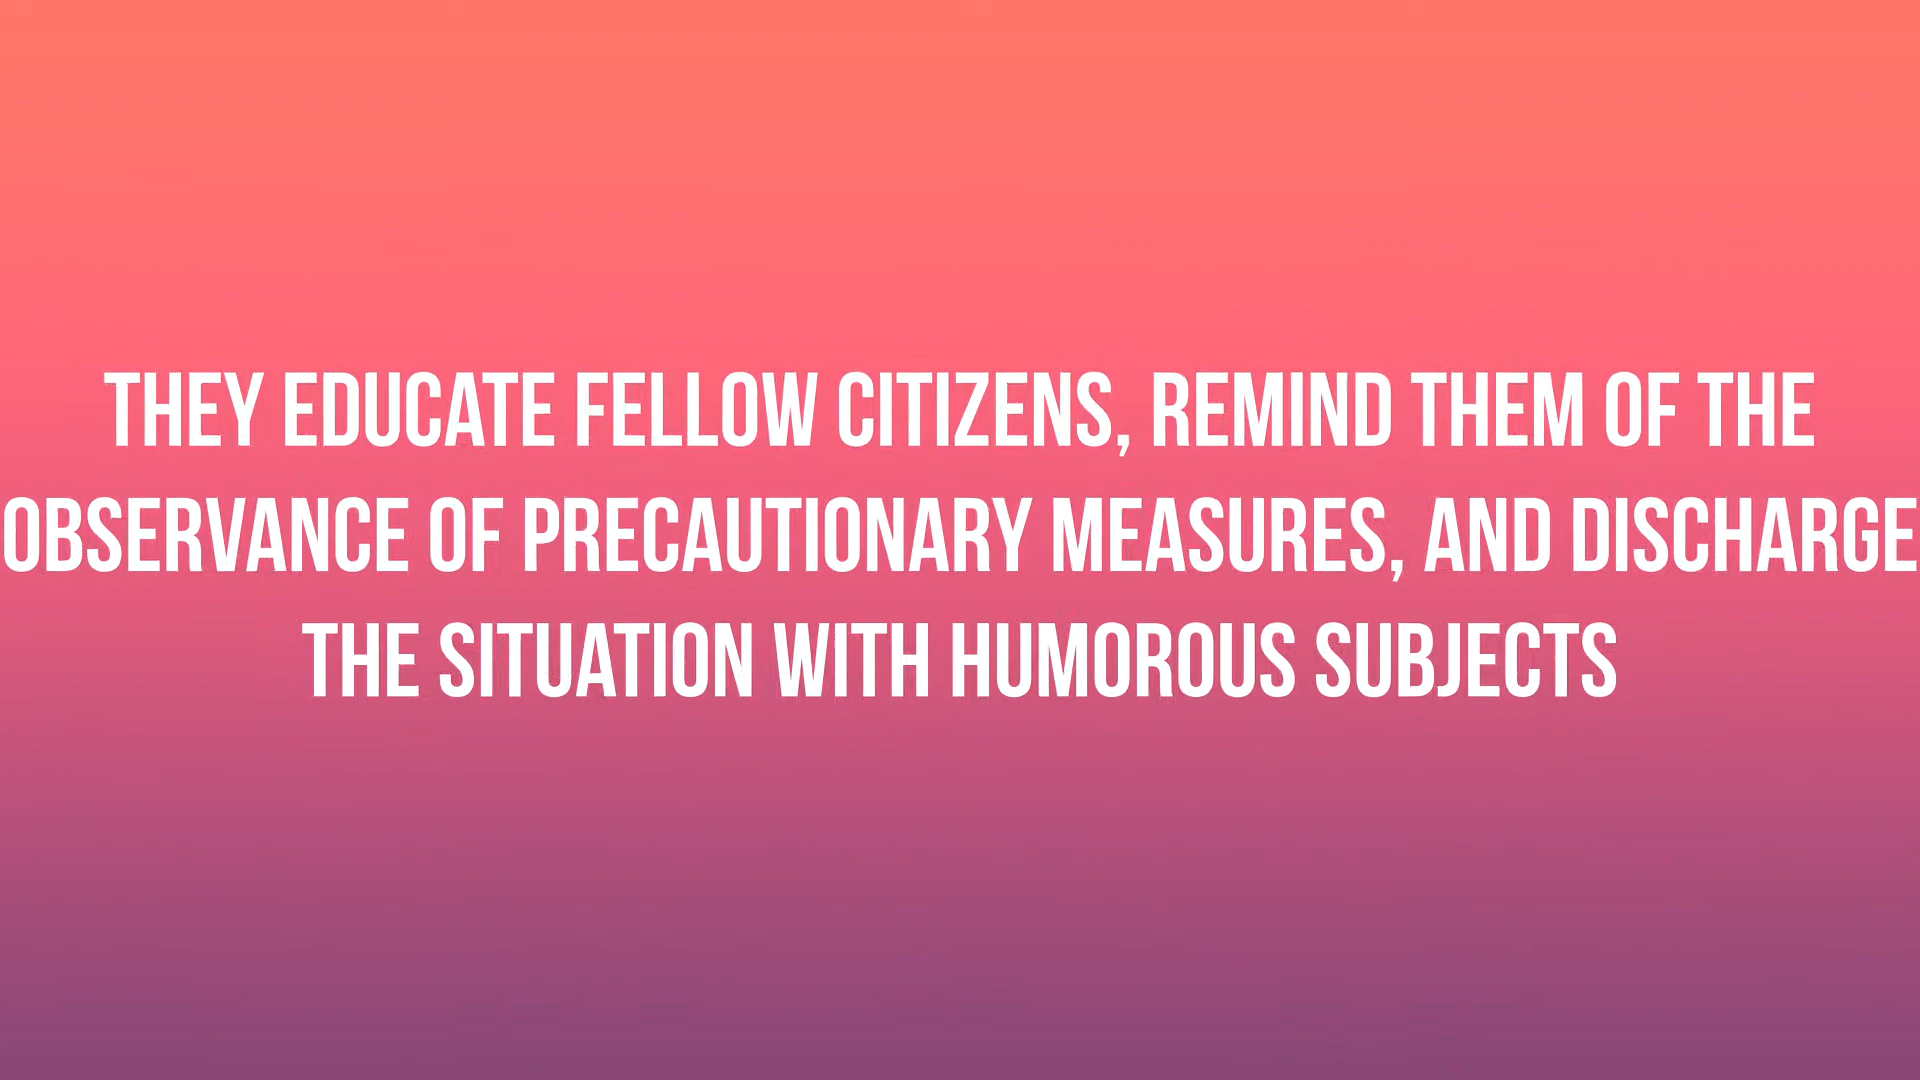 THEY EDUCATE FELLOW CITIZENS, REMIND THEM OF THE
OBSERVANCE OF PRECAUTIONARY MEASURES, AND DISCHARGE
THE SITUATION WITH HUMOROUS SUBJECTS